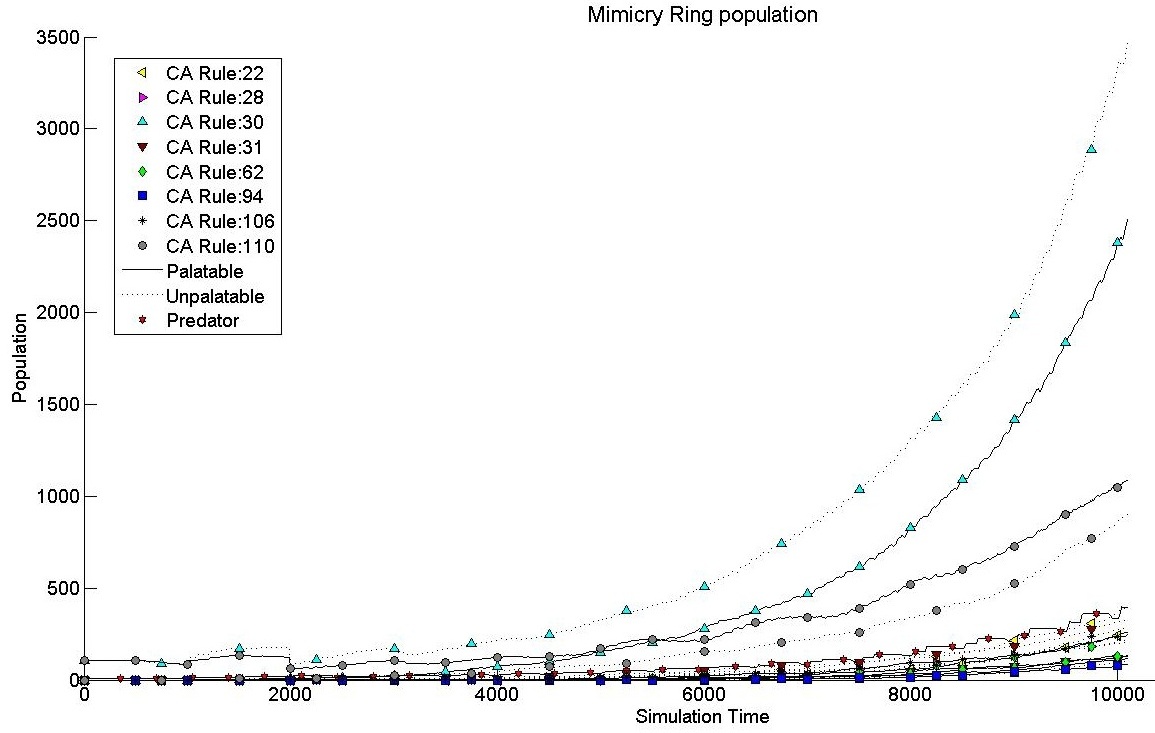 Mimicry Ring population
3500
3000
2500
2000
1500
1000
500
0
CA Rule:22
CA Rule:28
CA Rule:30
CA Rule:31
CA Rule:62
CA Rule:94
CA Rule:106
CA Rule:110
Palatable
Unpalatable
Predator
Population
0 2000 4000 6000 8000 10000
Simulation Time